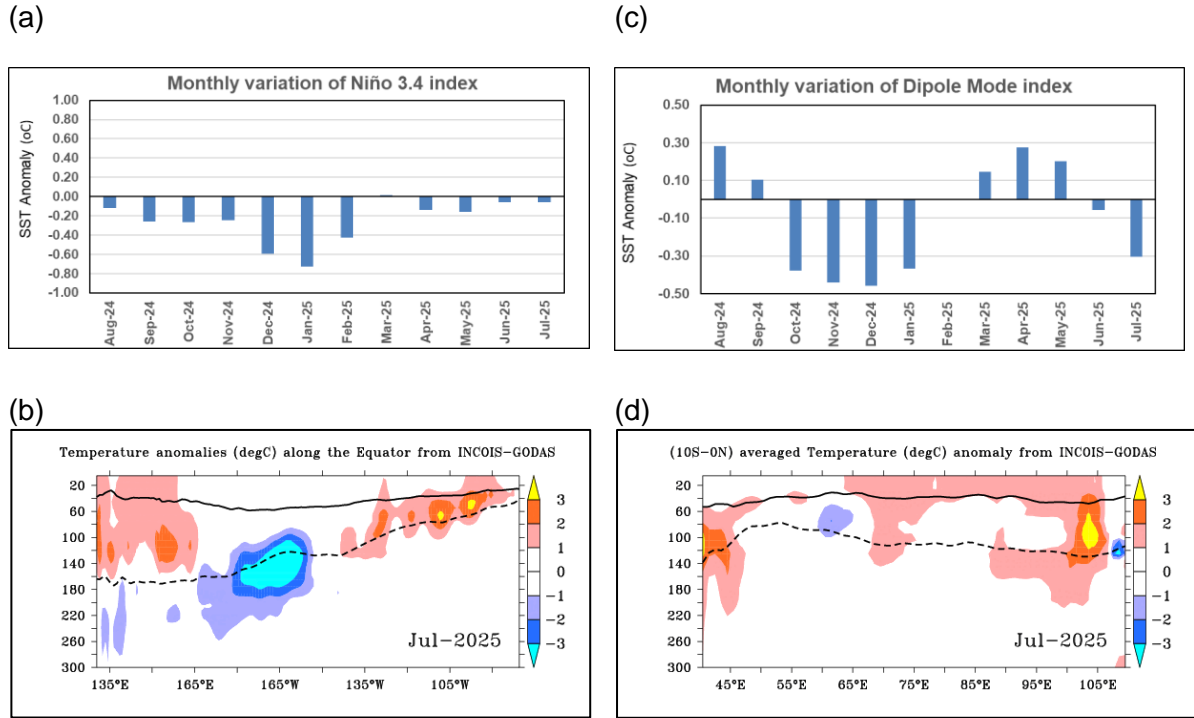 (a)
Monthly variation of Niño 3.4 index
SST Anomaly (oC)
1.00
0.80
0.60
0.40
0.20
0.00
-0.20
-0.40
-0.60
-0.80
-1.00
Aug-24
Sep-24
Oct-24
Nov-24
Dec-24
Jan-25
Feb-25
Mar-25
Apr-25
May-25
Jun-25
Jul-25
(c)
Monthly variation of Dipole Mode index
SST Anomaly (oC)
0.50
0.30
0.10
-0.10
-0.30
-0.50
Aug-24
Sep-24
Oct-24
Nov-24
Dec-24
Jan-25
Feb-25
Mar-25
Apr-25
May-25
Jun-25
Jul-25
(b)
Temperature anomalies (degC) along the Equator from INCOIS-GODAS
20
60
100
140
180
220
260
300
135°E 165°E 165°W 135°W 105°W
Jul-2025
3
2
1
0
-1
-2
-3
(d)
(10S-0N) averaged Temperature (degC) anomaly from INCOIS-GODAS
20
60
100
140
180
220
260
300
45°E 55°E 65°E 75°E 85°E 95°E 105°E
Jul-2025
3
2
1
0
-1
-2
-3